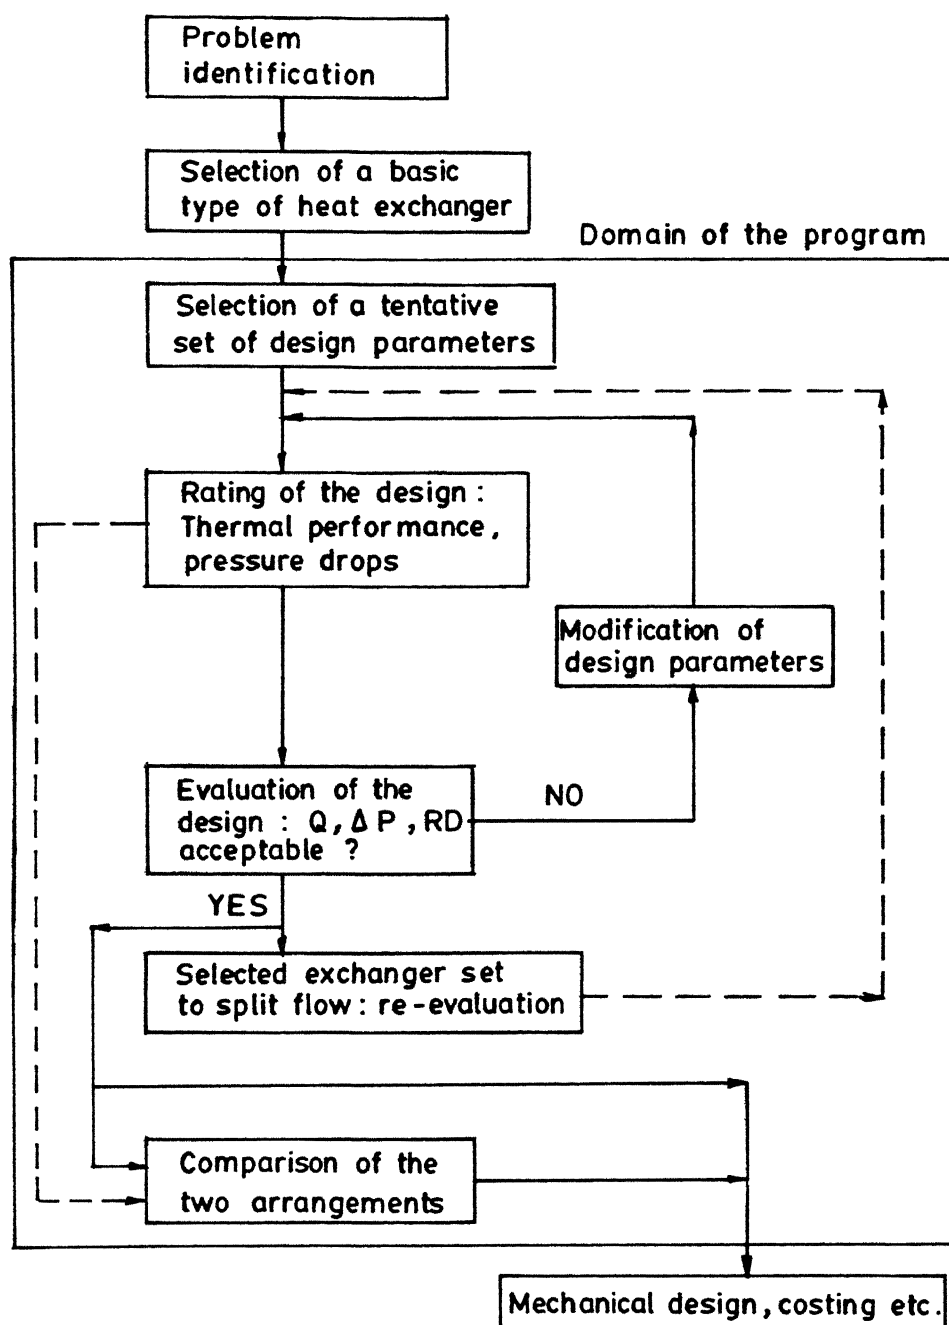 Problem
identification
Selection of a basic
type of heat exchanger
Domain of the program
Selection of a tentative
set of design parameters
Rating of the design :
Thermal performance,
pressure drops
Modification of
design parameters
Evaluation of the
design : Q, Δ P , RD
acceptable ?
NO
YES
Selected exchanger set
to split flow : re-evaluation
Comparison of the
two arrangements
Mechanical design, costing etc.